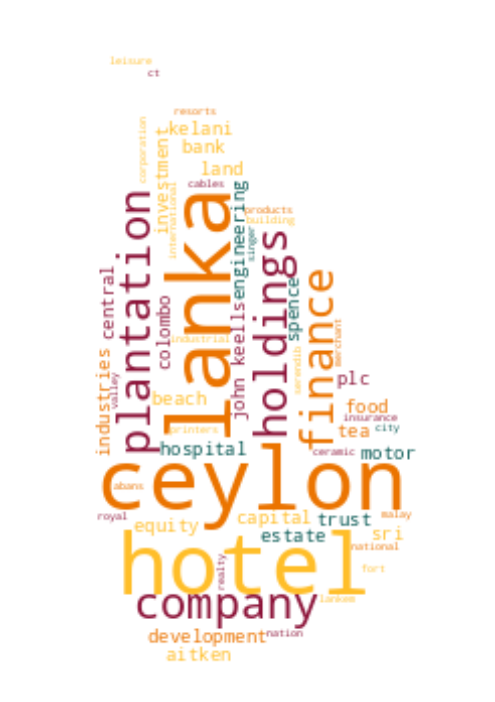 leisure
ct
resorts
kelani
bank
corporation
investment
land
cables
international
plantation
lanka
engineering
products
building
singer
holdings
central
colombo
john keells
spence
finance
industrial
serendib
merchant
industries
valley
beach
plc
food
insurance
printers
tea
city
hospital
ceramic
motor
ceylon
abans
royal
equity
capital
trust
malay
estate
sri
hotel
national
realty
fort
company
lankem
development
nation
aitken